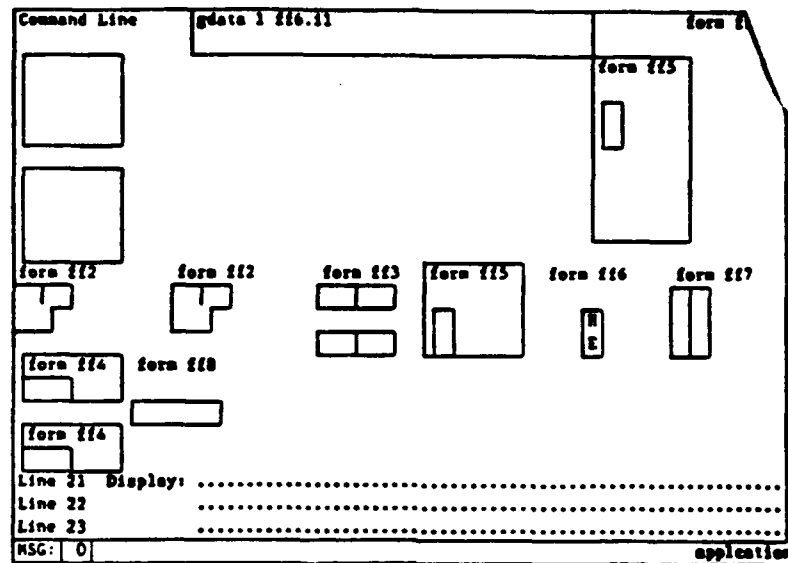 Command Line gdata 1 ff6.11 form
form ff5
form ff2 form ff2 form ff3 form ff5 form ff6 form ff7
N
E
form ff4 form ff8
form ff4
Line 21 Display: ................................................
Line 22 ................................................
Line 23 ................................................
MSG: 0 application